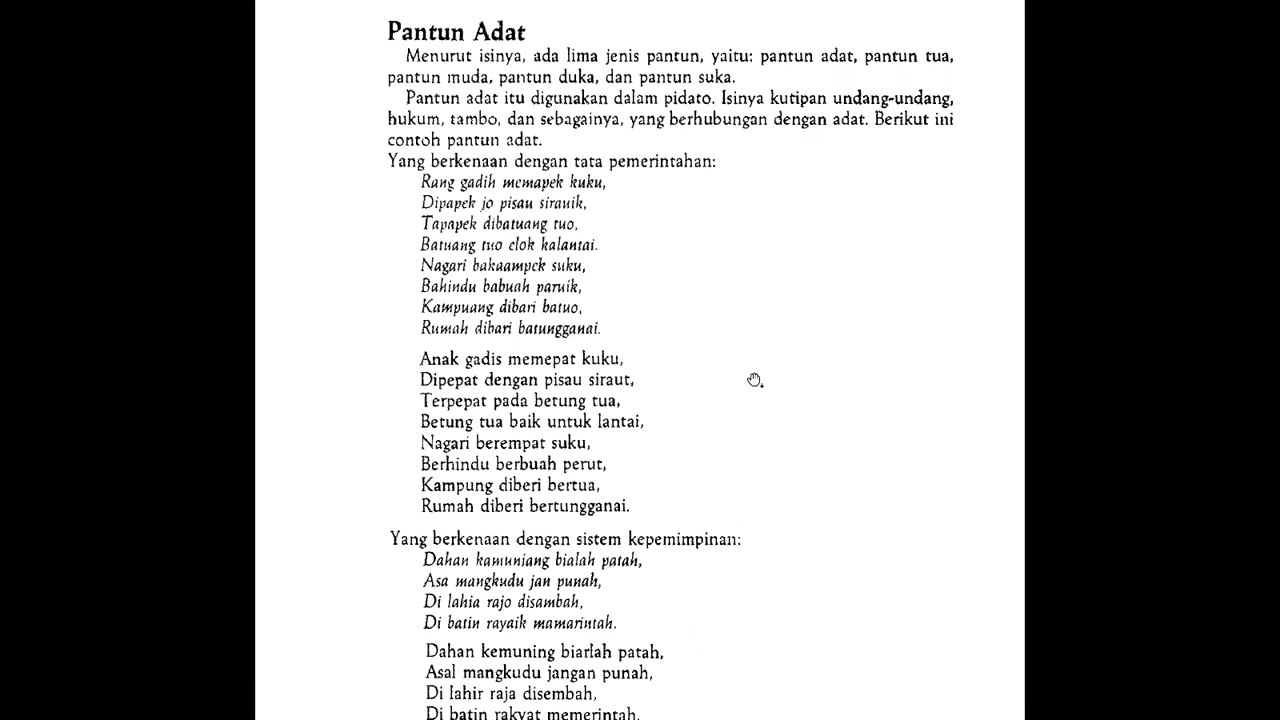 Pantun Adat
Menurut isinya, ada lima jenis pantun, yaitu: pantun adat, pantun tua,
pantun muda, pantun duka, dan pantun suka.
Pantun adat itu digunakan dalam pidato. Isinya kutipan undang-undang,
hukum, tambo, dan sebagainya, yang berhubungan dengan adat. Berikut ini
contoh pantun adat.
Yang berkenaan dengan tata pemerintahan:
Rang gadih memapek kuku,
Dipapek jo pisau sirauik,
Tapapek dibatuang tuo,
Batuang tuo elok kalantai.
Nagari bakaampek suku,
Bahindu babuah paruik,
Kampuang dibari batuo,
Rumah dibari batungganai.
Anak gadis memepat kuku,
Dipepat dengan pisau siraut,
Terpepat pada betung tua,
Betung tua baik untuk lantai,
Nagari berempat suku,
Berhindu berbuah perut,
Kampung diberi bertua,
Rumah diberi bertungganai.
Yang berkenaan dengan sistem kepemimpinan:
Dahan kamuniang bialah patah,
Asa mangkudu jan punah,
Di lahia rajo disambah,
Di batin rayaik mamarintah.
Dahan kemuning biarlah patah,
Asal mangkudu jangan punah,
Di lahir raja disembah,
Di batin rakyat memerintah.